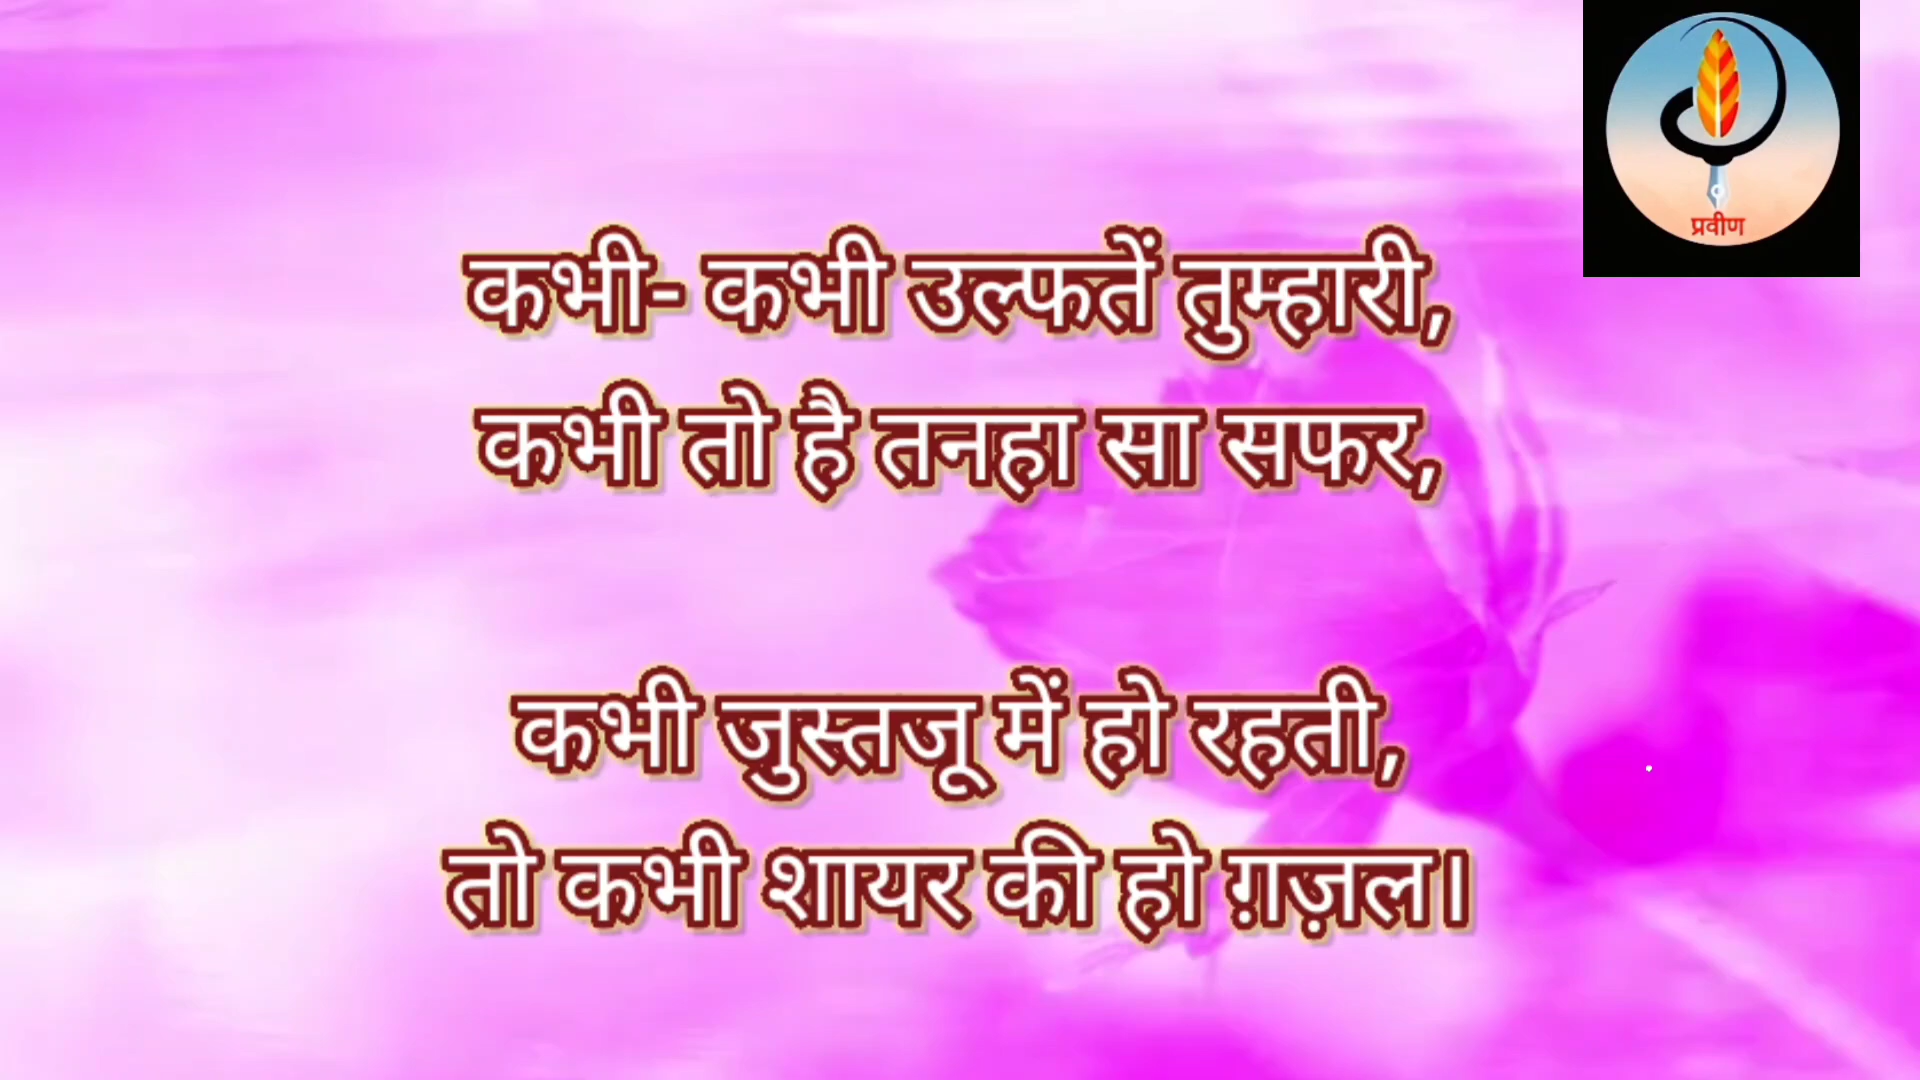 प्रवीण
कभी- कभी उल्फतें तुम्हारी,
कभी तो है तनहा सा सफर,
कभी जुस्तजू में हो रहती,
तो कभी शायर की हो ग़ज़ल।